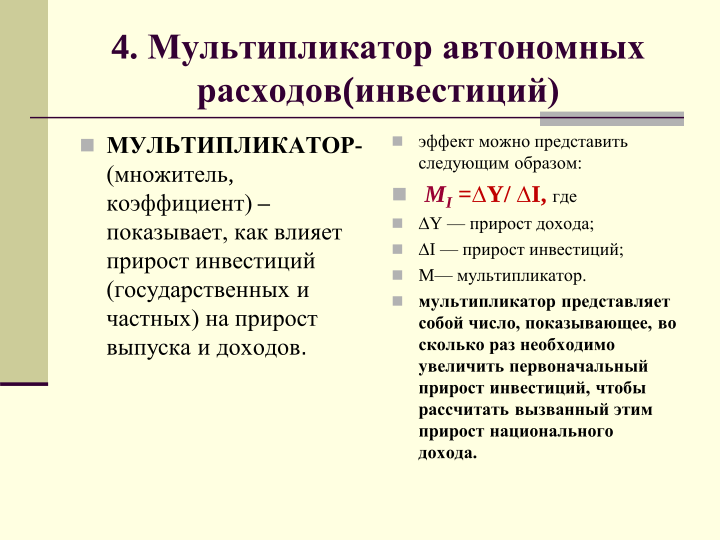 4. Мультипликатор автономных
расходов(инвестиций)
МУЛЬТИПЛИКАТОР-
(множитель,
коэффициент) –
показывает, как влияет
прирост инвестиций
(государственных и
частных) на прирост
выпуска и доходов.
эффект можно представить
следующим образом:
M_I =∆Y/ ∆I, где
∆Y — прирост дохода;
∆I — прирост инвестиций;
М— мультипликатор.
мультипликатор представляет
собой число, показывающее, во
сколько раз необходимо
увеличить первоначальный
прирост инвестиций, чтобы
рассчитать вызванный этим
прирост национального
дохода.